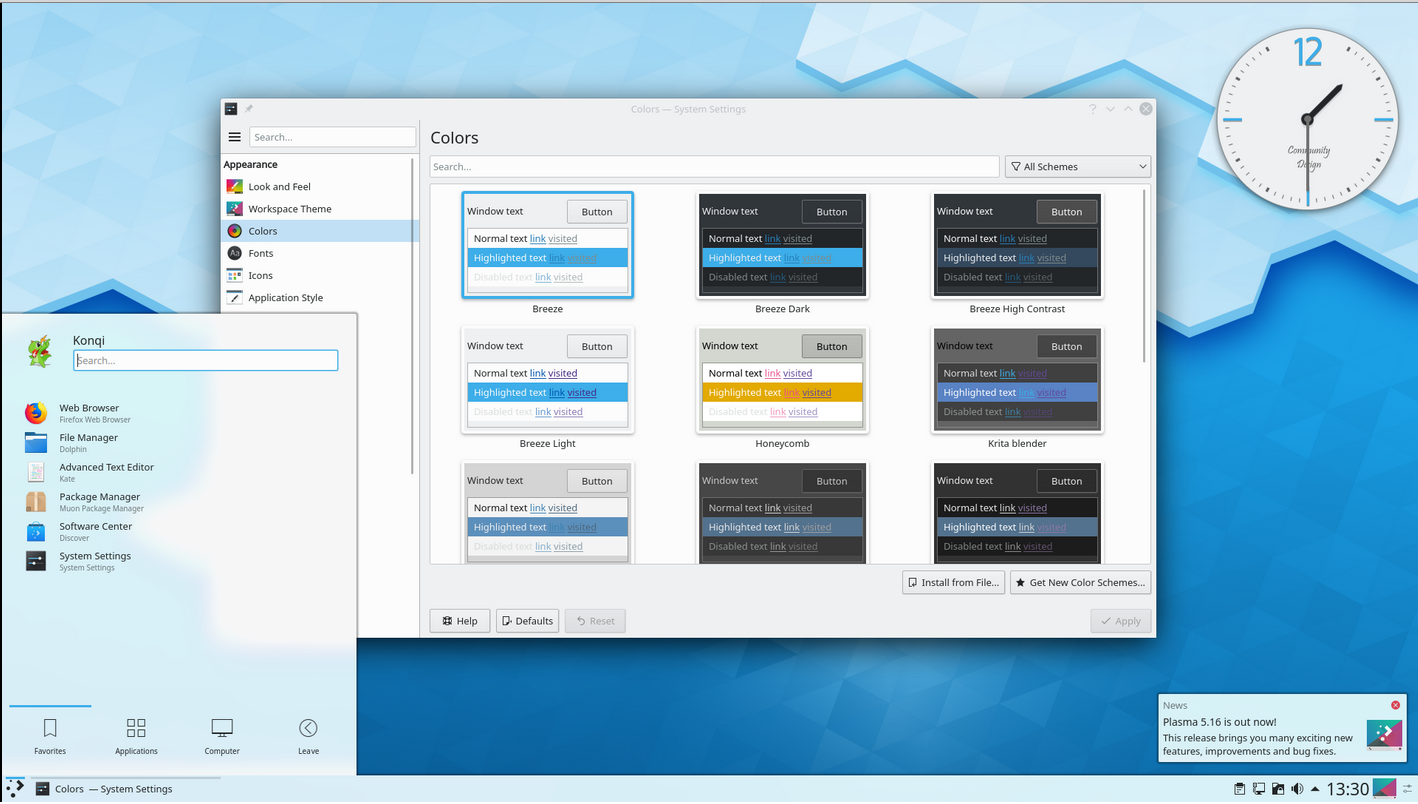 12
Community
Design
Colors — System Settings
Search...
Appearance
Look and Feel
Workspace Theme
Colors
Aa
Fonts
Icons
Application Style
Colors
Search...
All Schemes
Window text
Button
Normal text link visited
Highlighted text link visited
Disabled text link visited
Breeze
Window text
Button
Normal text link visited
Highlighted text link visited
Disabled text link visited
Breeze Dark
Window text
Button
Normal text link visited
Highlighted text link visited
Disabled text link visited
Breeze High Contrast
Window text
Button
Normal text link visited
Highlighted text link visited
Disabled text link visited
Breeze Light
Window text
Button
Normal text link visited
Highlighted text link visited
Disabled text link visited
Honeycomb
Window text
Button
Normal text link visited
Highlighted text link visited
Disabled text link visited
Krita blender
Window text
Button
Normal text link visited
Highlighted text link visited
Disabled text link visited
Window text
Button
Normal text link visited
Highlighted text link visited
Disabled text link visited
Window text
Button
Normal text link visited
Highlighted text link visited
Disabled text link visited
Install from File...
Get New Color Schemes...
Help
Defaults
Reset
Apply
Konqi
Search...
Web Browser
Firefox Web Browser
File Manager
Dolphin
Advanced Text Editor
Kate
Package Manager
Muon Package Manager
Software Center
Discover
System Settings
System Settings
Favorites
Applications
Computer
Leave
News
Plasma 5.16 is out now!
This release brings you many exciting new
features, improvements and bug fixes.
Colors — System Settings
13:30